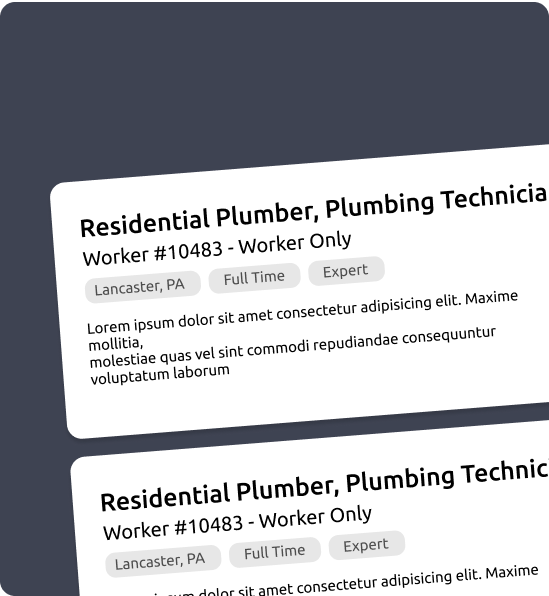 Residential Plumber, Plumbing Technicia
Worker #10483 - Worker Only
Lancaster, PA Full Time Expert
Lorem ipsum dolor sit amet consectetur adipisicing elit. Maxime
mollitia,
molestiae quas vel sint commodi repudiandae consequuntur
voluptatum laborum
Residential Plumber, Plumbing Technic
Worker #10483 - Worker Only
Lancaster, PA Full Time Expert
dolor sit amet consectetur adipisicing elit. Maxime